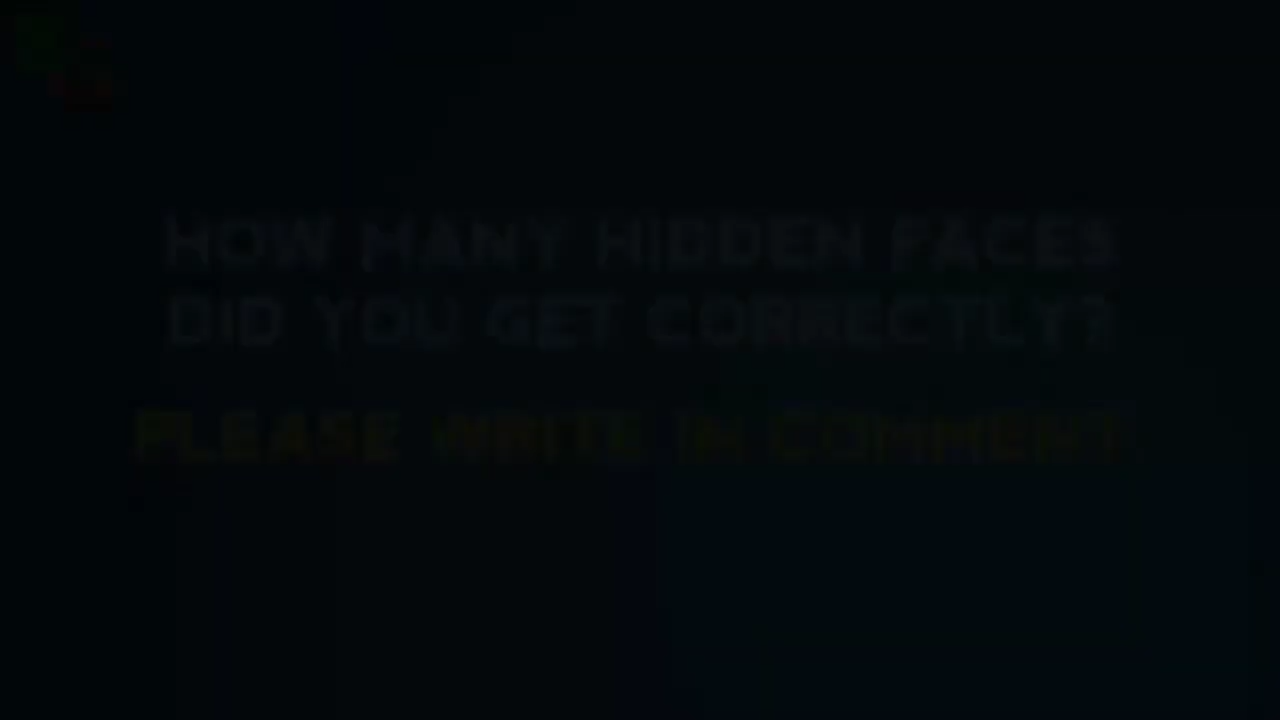 HOW MANY HIDDEN FACES
DID YOU GET CORRECTLY?
PLEASE WRITE IN COMMENT